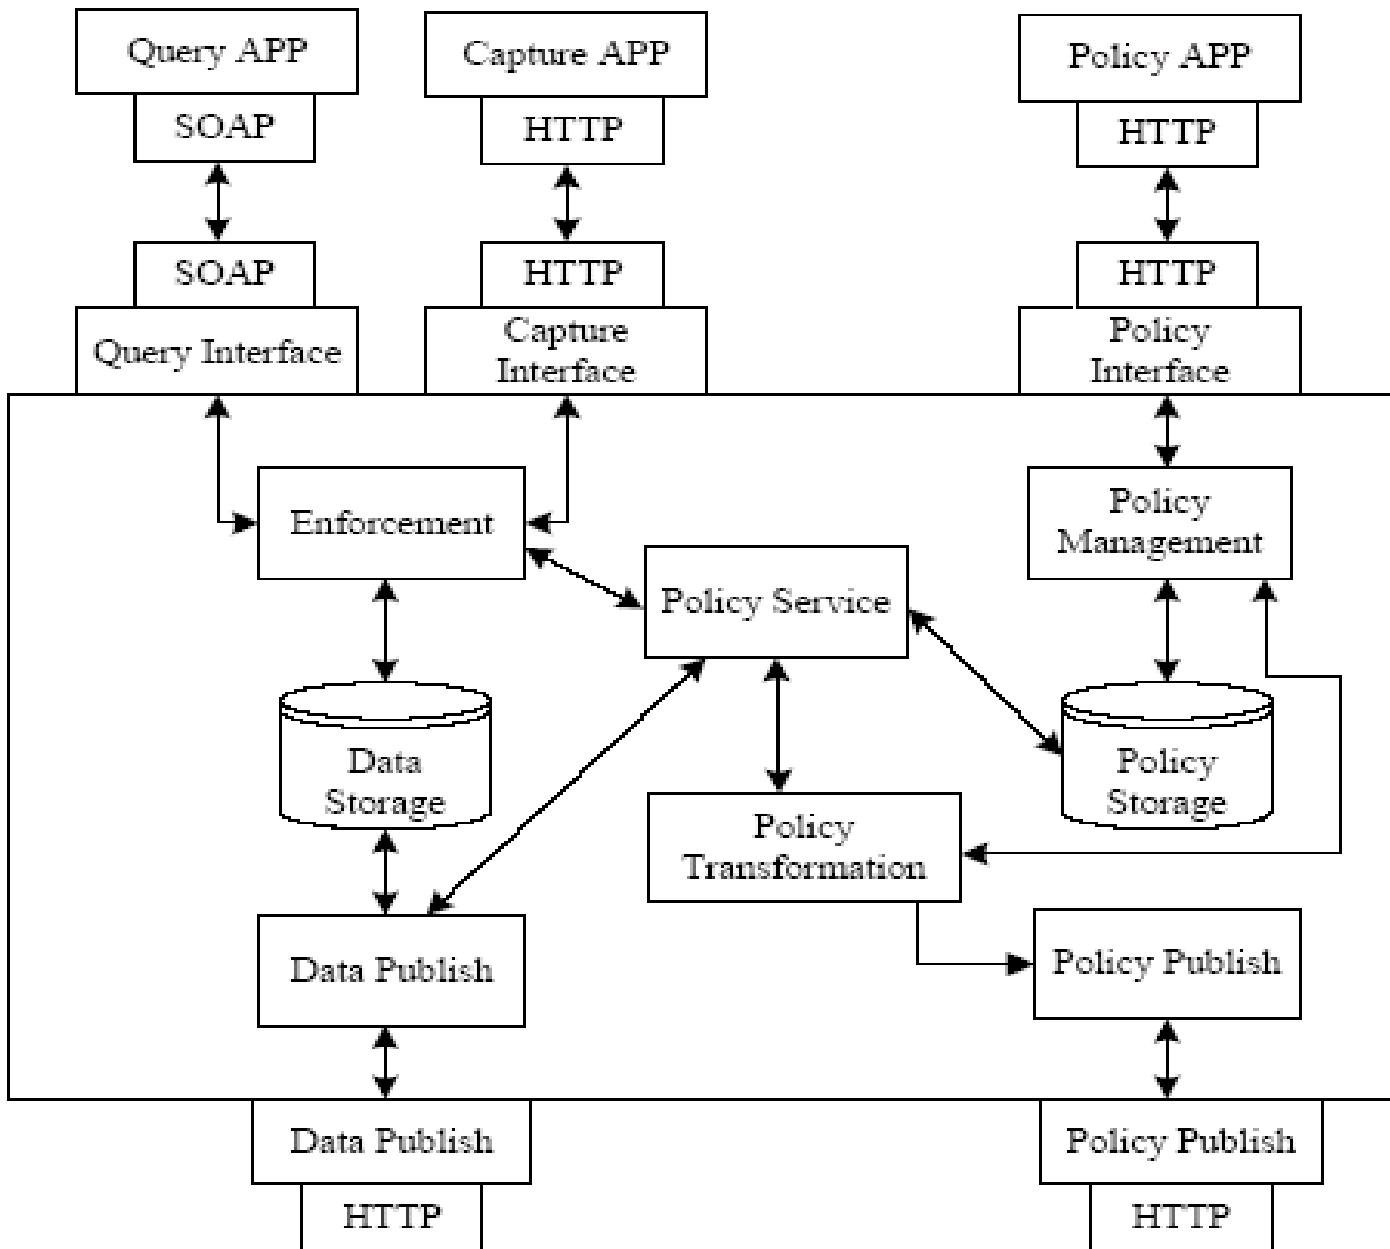 Query APP
Capture APP
Policy APP
SOAP
HTTP
HTTP
SOAP
HTTP
HTTP
Query Interface
Capture
Interface
Policy
Interface
Enforcement
Policy
Management
Policy Service
Data
Storage
Policy
Storage
Policy
Transformation
Data Publish
Policy Publish
Data Publish
Policy Publish
HTTP
HTTP